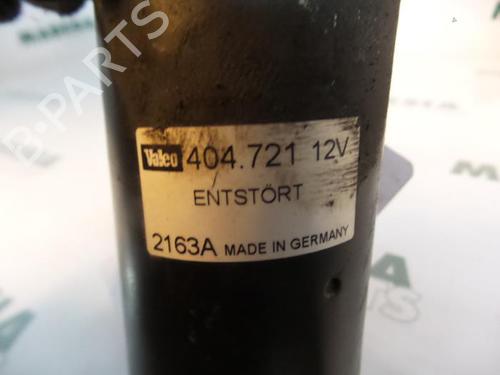 Valeo 404.721 12V
ENTSTÖRT
2163A MADE IN GERMANY
B-PARTS